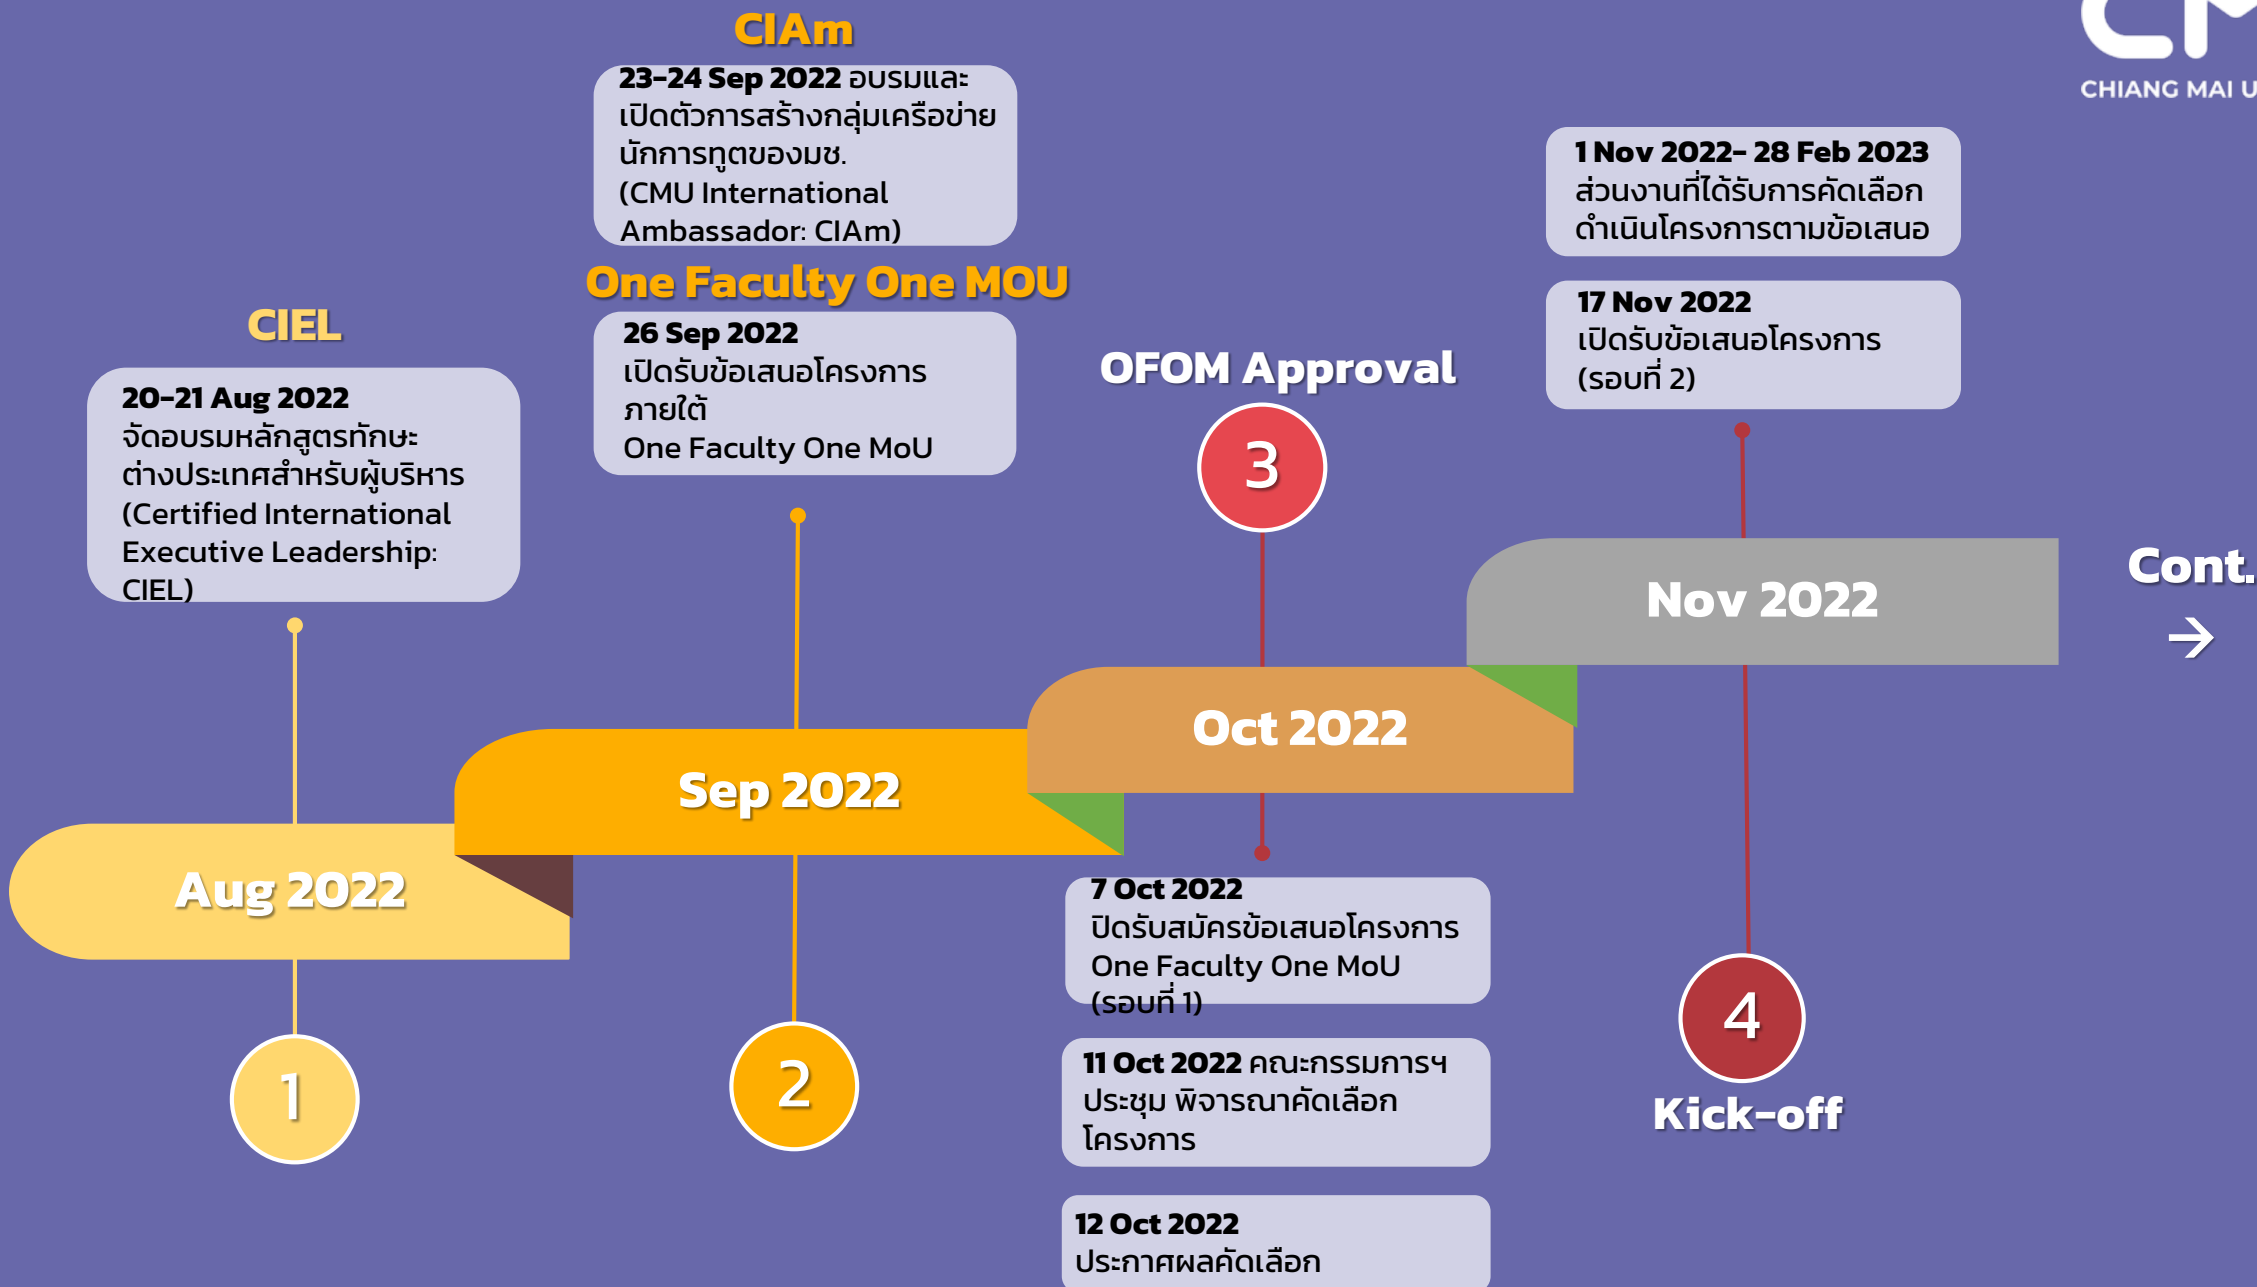 CIAm
23-24 Sep 2022 อบรมและ
เปิดตัวการสร้างกลุ่มเครือข่าย
นักการทูตของมช.
(CMU International
Ambassador: CIAm)
One Faculty One MOU
26 Sep 2022
เปิดรับข้อเสนอโครงการ
ภายใต้
One Faculty One MoU
CIEL
20-21 Aug 2022
จัดอบรมหลักสูตรทักษะ
ต่างประเทศสำหรับผู้บริหาร
(Certified International
Executive Leadership:
CIEL)
OFOM Approval
3
CM
CHIANG MAI U
1 Nov 2022- 28 Feb 2023
ส่วนงานที่ได้รับการคัดเลือก
ดำเนินโครงการตามข้อเสนอ
17 Nov 2022
เปิดรับข้อเสนอโครงการ
(รอบที่ 2)
Aug 2022
Sep 2022
Oct 2022
Nov 2022
Cont.
→
1
2
7 Oct 2022
ปิดรับสมัครข้อเสนอโครงการ
One Faculty One MoU
(รอบที่ 1)
11 Oct 2022 คณะกรรมการฯ
ประชุม พิจารณาคัดเลือก
โครงการ
12 Oct 2022
ประกาศผลคัดเลือก
4
Kick-off